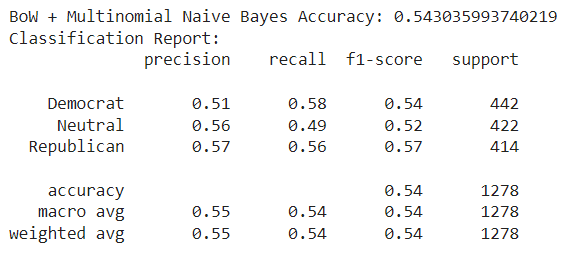 BoW + Multinomial Naive Bayes Accuracy: 0.543035993740219
Classification Report:
precision recall f1-score support
Democrat 0.51 0.58 0.54 442
Neutral 0.56 0.49 0.52 422
Republican 0.57 0.56 0.57 414
accuracy 0.54 1278
macro avg 0.55 0.54 0.54 1278
weighted avg 0.55 0.54 0.54 1278